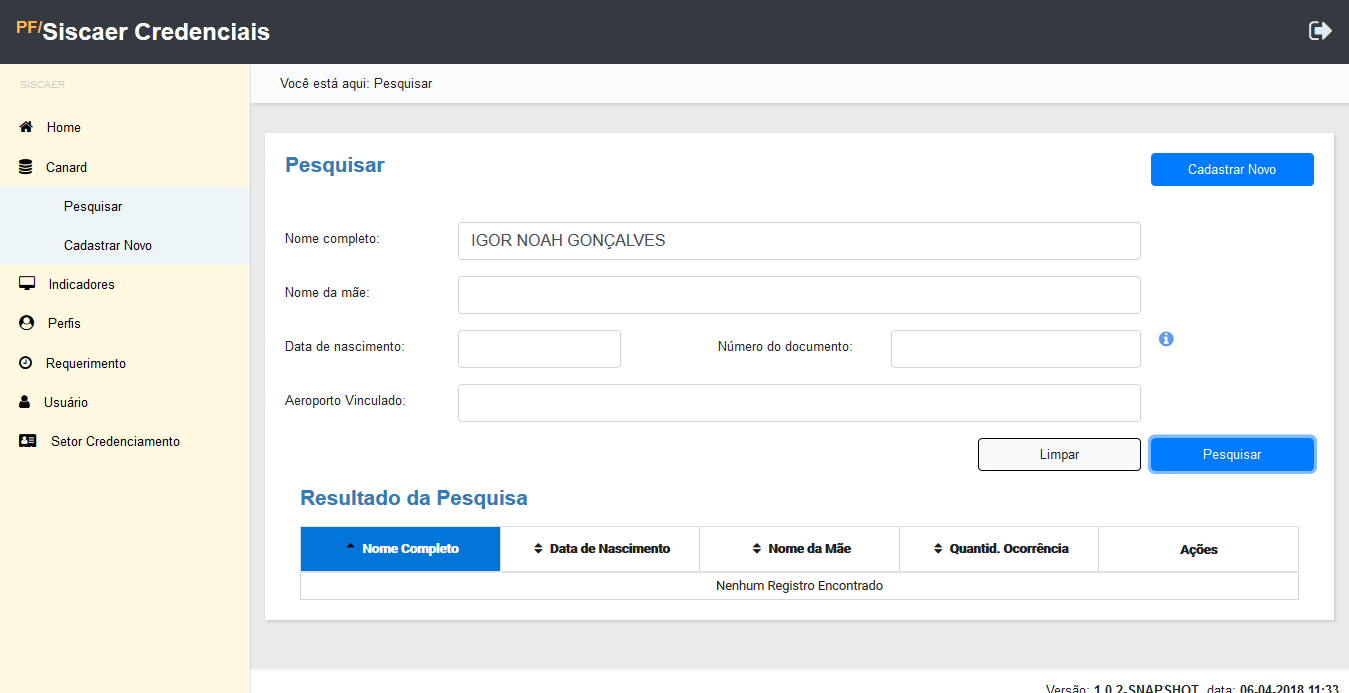 PF/Siscaer Credenciais
SISCAER
Você está aqui: Pesquisar
Home
Canard
Pesquisar
Cadastrar Novo
Indicadores
Perfis
Requerimento
Usuário
Setor Credenciamento
Pesquisar
Cadastrar Novo
Nome completo: IGOR NOAH GONÇALVES
Nome da mãe:
Data de nascimento: Número do documento:
Aeroporto Vinculado:
Limpar Pesquisar
Resultado da Pesquisa
Nome Completo Data de Nascimento Nome da Mãe Quantid. Ocorrência Ações
Nenhum Registro Encontrado
Versão: 1.0.2-SNAPSHOT data: 06-04-2018 11:33